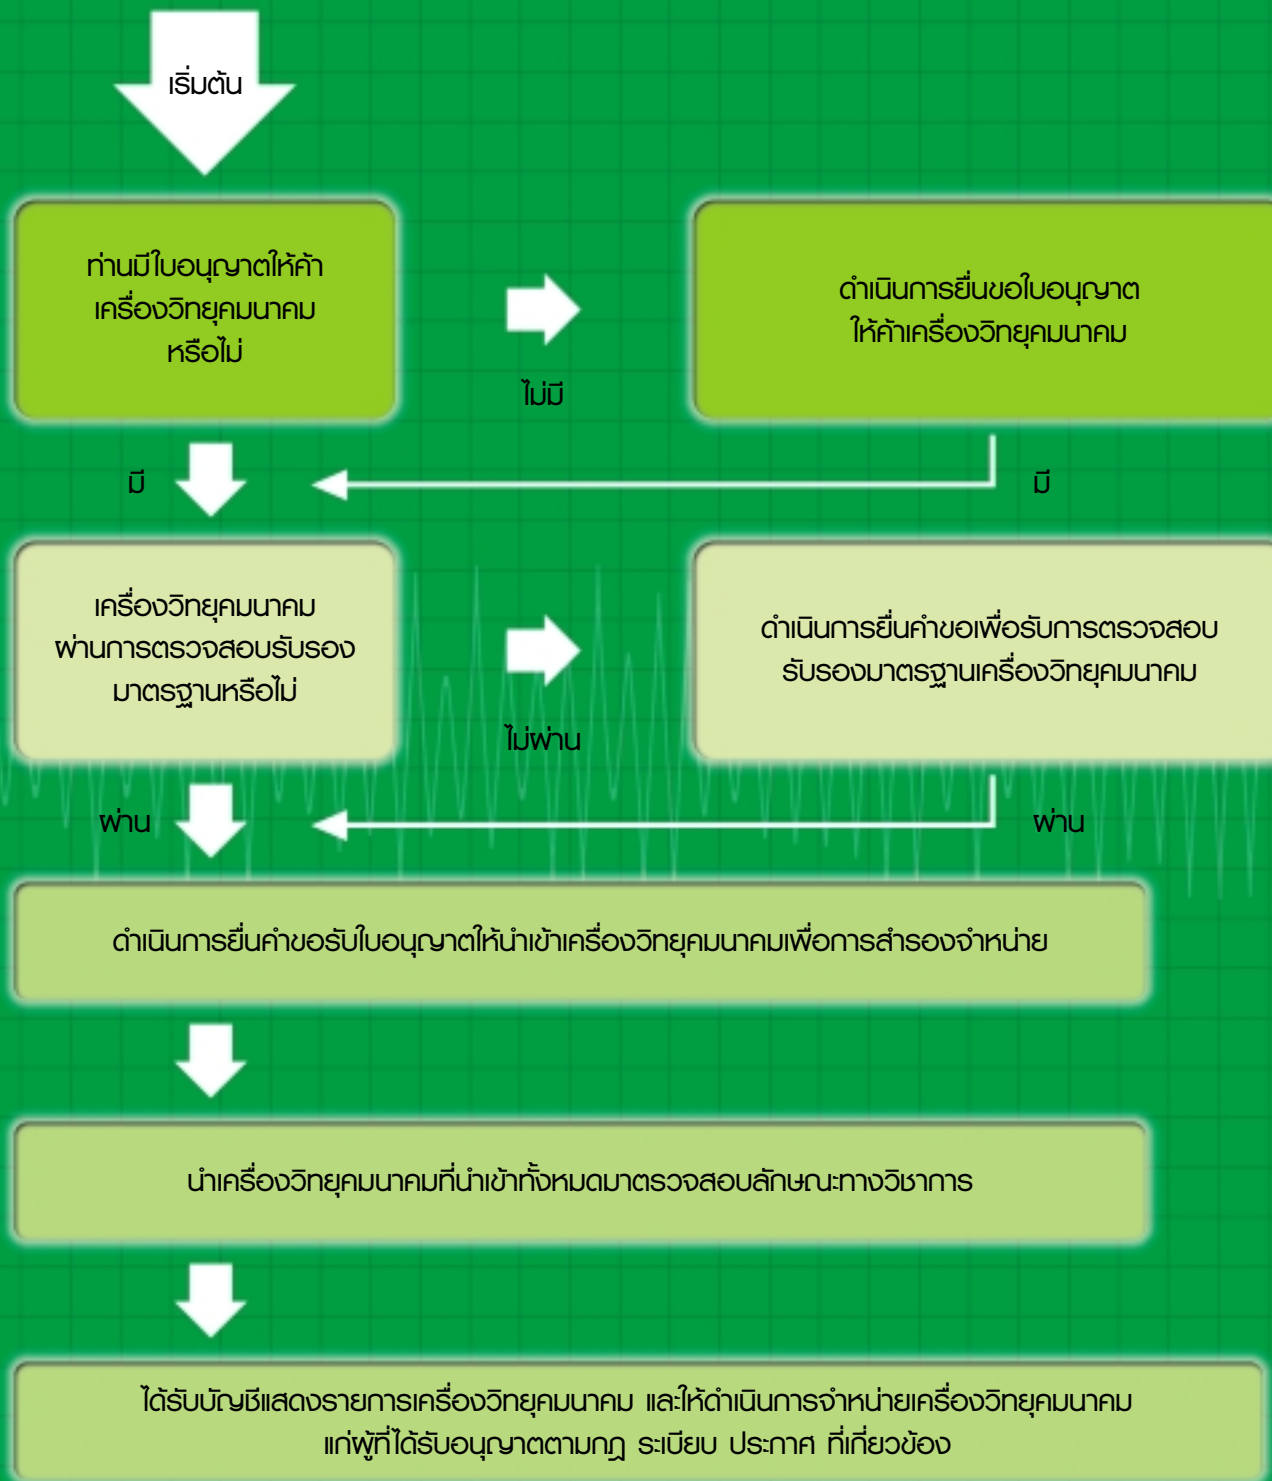 เริ่มต้น
ท่านมีใบอนุญาตให้ค้า
เครื่องวิทยุคมนาคม
หรือไม่
ไม่มี
ดำเนินการยื่นขอใบอนุญาต
ให้ค้าเครื่องวิทยุคมนาคม
มี
มี
เครื่องวิทยุคมนาคม
ผ่านการตรวจสอบรับรอง
มาตรฐานหรือไม่
ไม่ผ่าน
ดำเนินการยื่นคำขอเพื่อรับการตรวจสอบ
รับรองมาตรฐานเครื่องวิทยุคมนาคม
ผ่าน
ผ่าน
ดำเนินการยื่นคำขอรับใบอนุญาตให้นำเข้าเครื่องวิทยุคมนาคมเพื่อการสำรองจำหน่าย
นำเครื่องวิทยุคมนาคมที่นำเข้าทั้งหมดมาตรวจสอบลักษณะทางวิชาการ
ได้รับบัญชีแสดงรายการเครื่องวิทยุคมนาคม และให้ดำเนินการจำหน่ายเครื่องวิทยุคมนาคม
แก่ผู้ที่ได้รับอนุญาตตามกฎ ระเบียบ ประกาศ ที่เกี่ยวข้อง